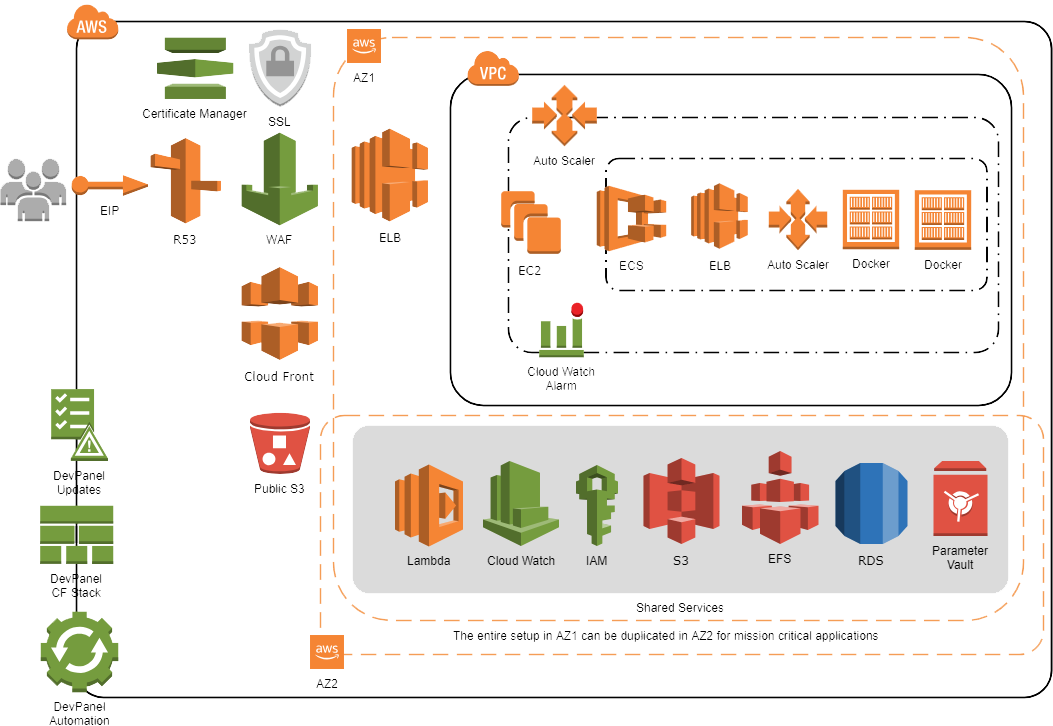 AWS
aws
AZ1
VPC
Certificate Manager
SSL
Auto Scaler
EIP
R53
WAF
ELB
EC2
ECS
ELB
Auto Scaler
Docker
Docker
Cloud Front
Cloud Watch
Alarm
DevPanel
Updates
Public S3
Lambda
Cloud Watch
IAM
S3
EFS
RDS
Parameter
Vault
DevPanel
CF Stack
Shared Services
The entire setup in AZ1 can be duplicated in AZ2 for mission critical applications
aws
AZ2
DevPanel
Automation